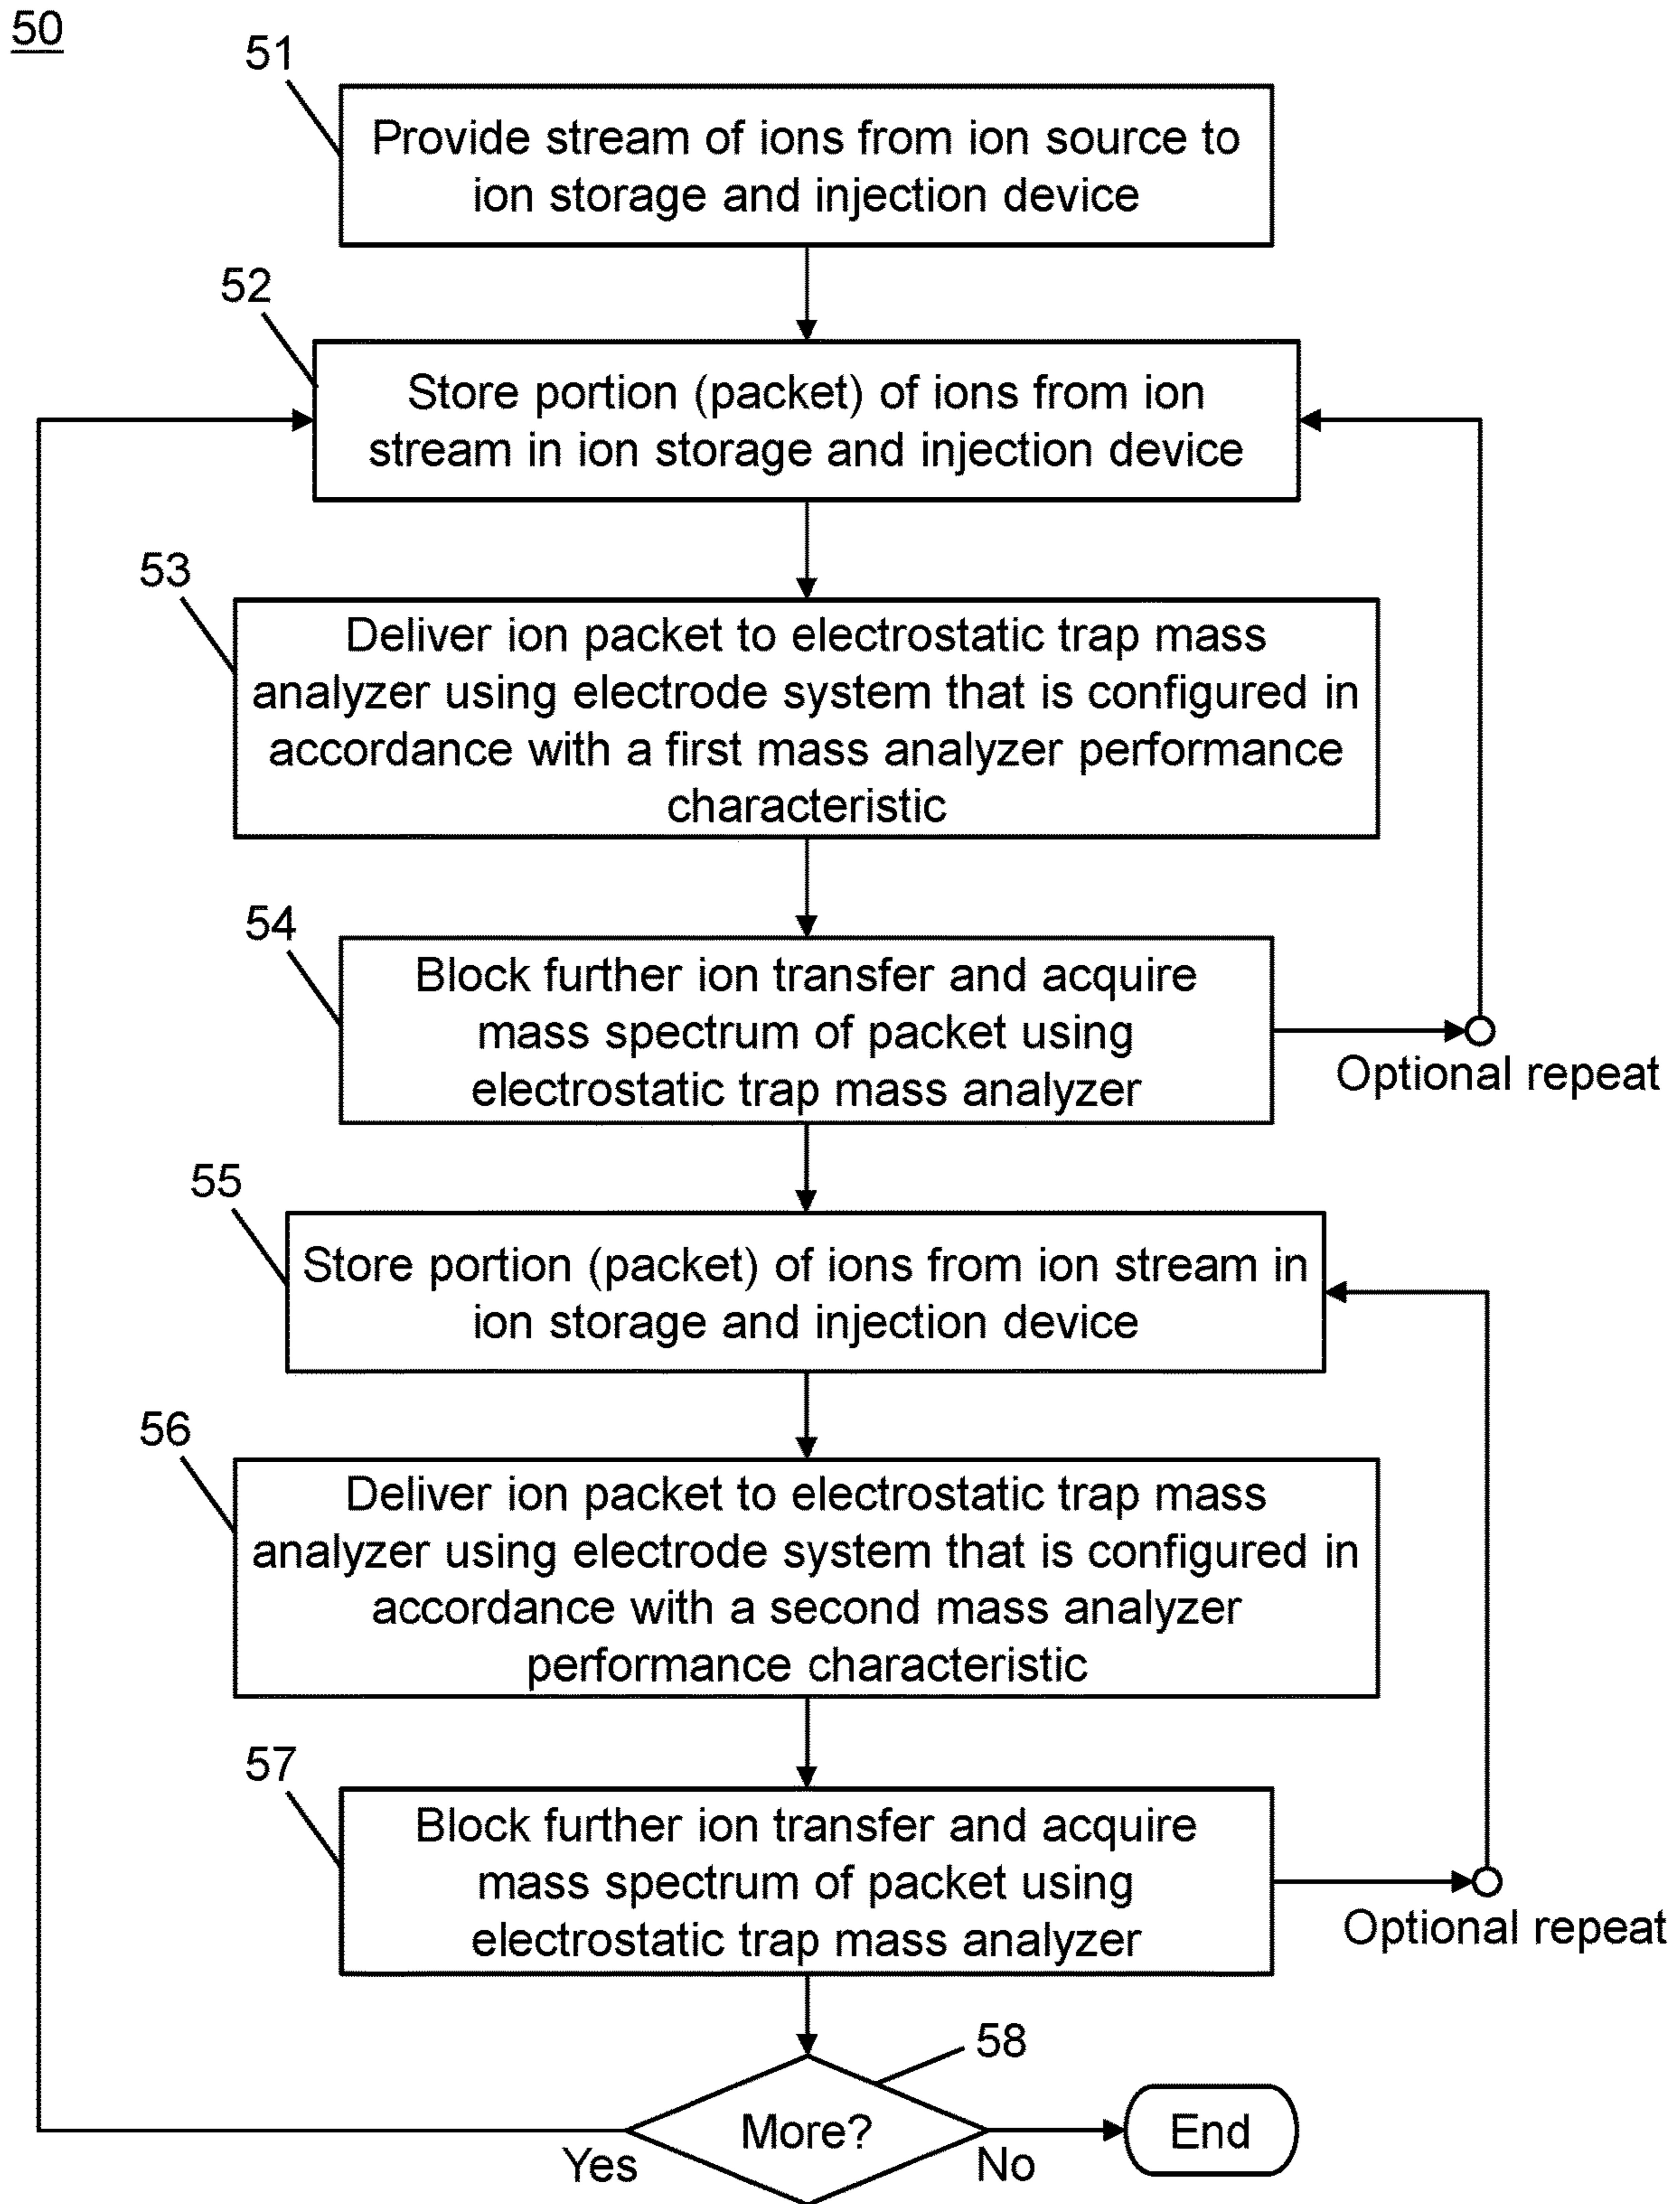 50
51
Provide stream of ions from ion source to
ion storage and injection device
52
Store portion (packet) of ions from ion
stream in ion storage and injection device
53
Deliver ion packet to electrostatic trap mass
analyzer using electrode system that is configured in
accordance with a first mass analyzer performance
characteristic
54
Block further ion transfer and acquire
mass spectrum of packet using
electrostatic trap mass analyzer
Optional repeat
55
Store portion (packet) of ions from ion stream in
ion storage and injection device
56
Deliver ion packet to electrostatic trap mass
analyzer using electrode system that is configured in
accordance with a second mass analyzer
performance characteristic
57
Block further ion transfer and acquire
mass spectrum of packet using
electrostatic trap mass analyzer
Optional repeat
58
More?
End
Yes
No